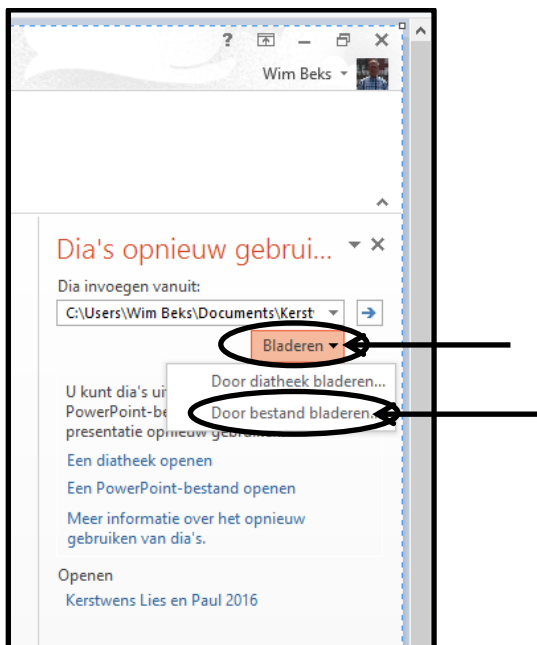 ?
Wim Beks
Dia's opnieuw gebrui...
Dia invoegen vanuit:
C:\Users\Wim Beks\Documents\Kerst
Bladeren
Door diatheek bladeren...
U kunt dia's ui
Door bestand bladeren...
PowerPoint-be
presentatie opnieuw
Een diatheek openen
Een PowerPoint-bestand openen
Meer informatie over het opnieuw
gebruiken van dia's.
Openen
Kerstwens Lies en Paul 2016